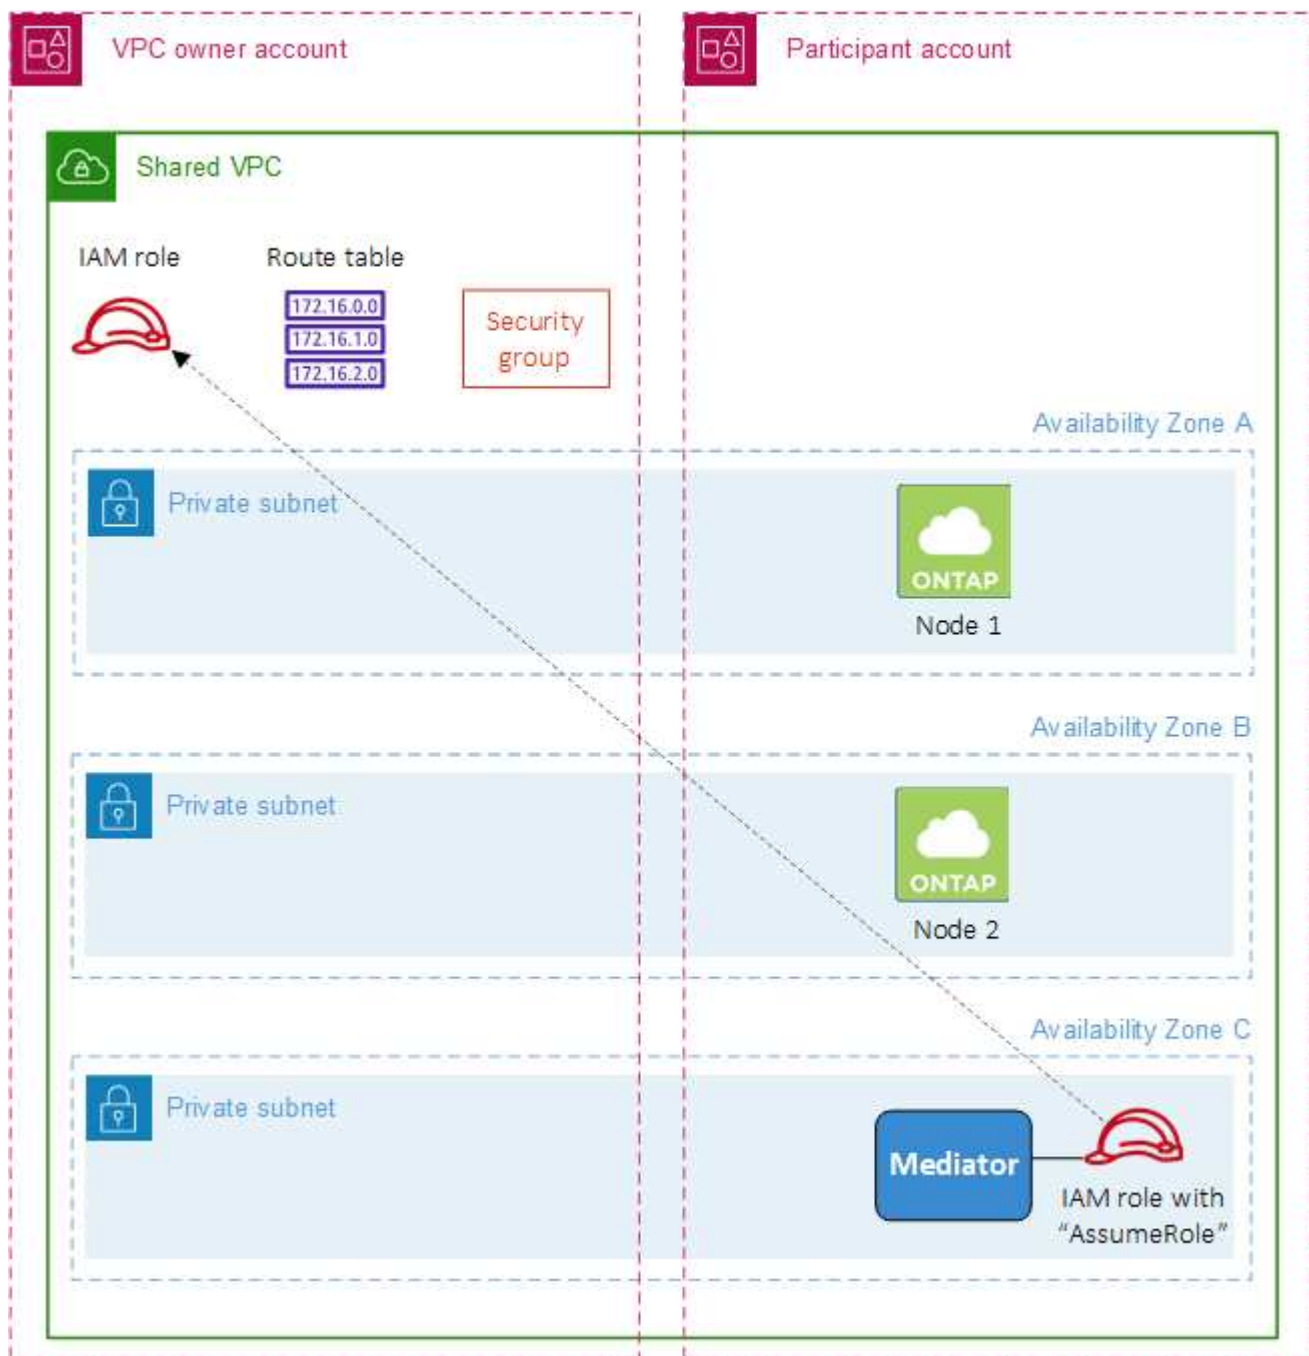 VPC owner account
Participant account
Shared VPC
IAM role
Route table
172.16.0.0
172.16.1.0
172.16.2.0
Security
group
Availability Zone A
Private subnet
ONTAP
Node 1
Availability Zone B
Private subnet
ONTAP
Node 2
Availability Zone C
Private subnet
Mediator
IAM role with
“AssumeRole”